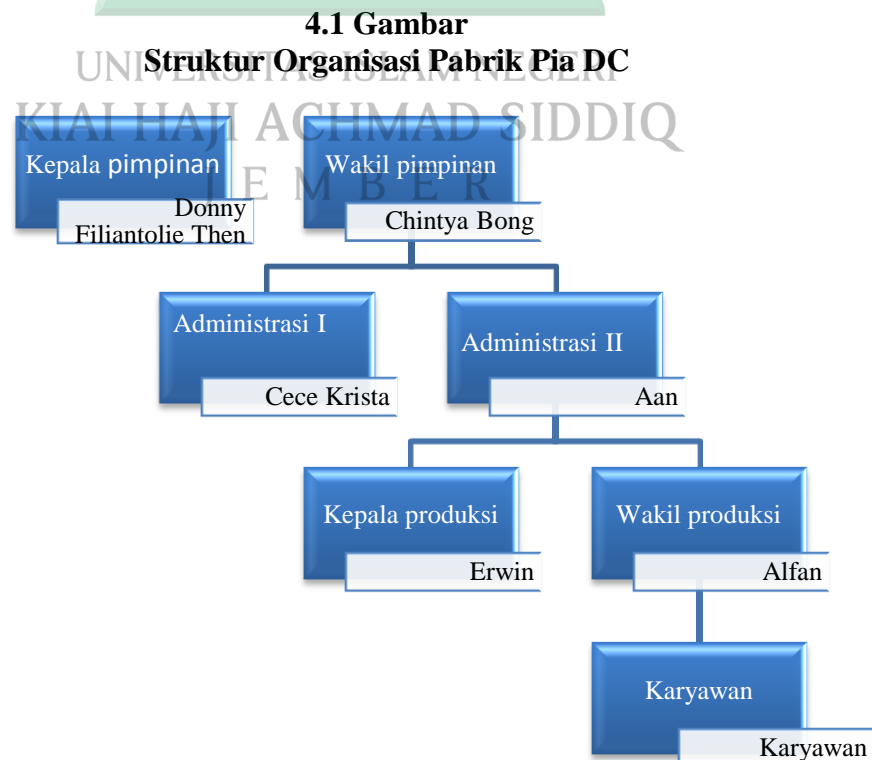 4.1 Gambar
Struktur Organisasi Pabrik Pia DC
UNIVERSITAS ISLAM NEGERI
KIAI HAJI ACHMAD SIDDIQ
JEMBER
Kepala pimpinan
Donny
Filiantolie Then
Wakil pimpinan
Chintya Bong
Administrasi I
Cece Krista
Administrasi II
Aan
Kepala produksi
Erwin
Wakil produksi
Alfan
Karyawan
Karyawan